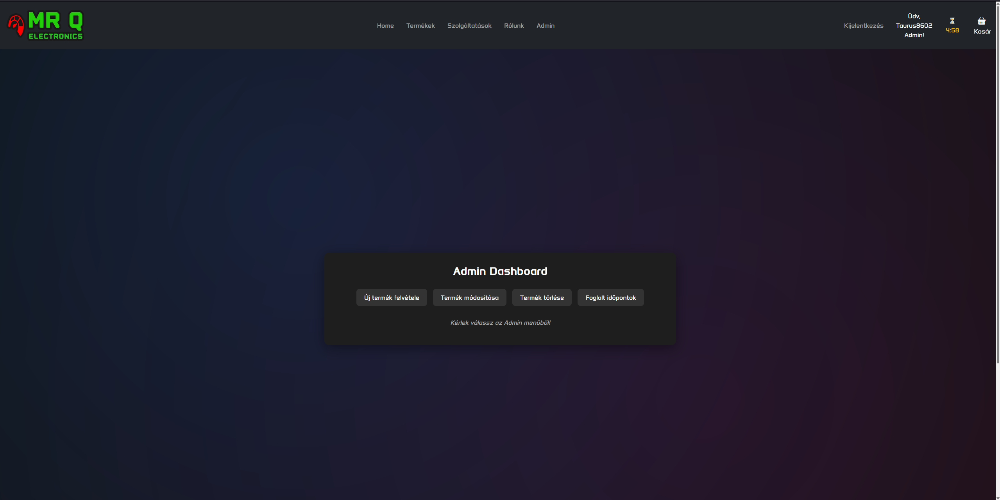 MR Q
ELECTRONICS
Home
Termékek
Szolgáltatások
Rólunk
Admin
Kijelentkezés
Üdv,
Taurus8602
Admin!
4:58
Kosár
Admin Dashboard
Új termék felvétele
Termék módosítása
Termék törlése
Foglalt időpontok
Kérlek válassz az Admin menüből!